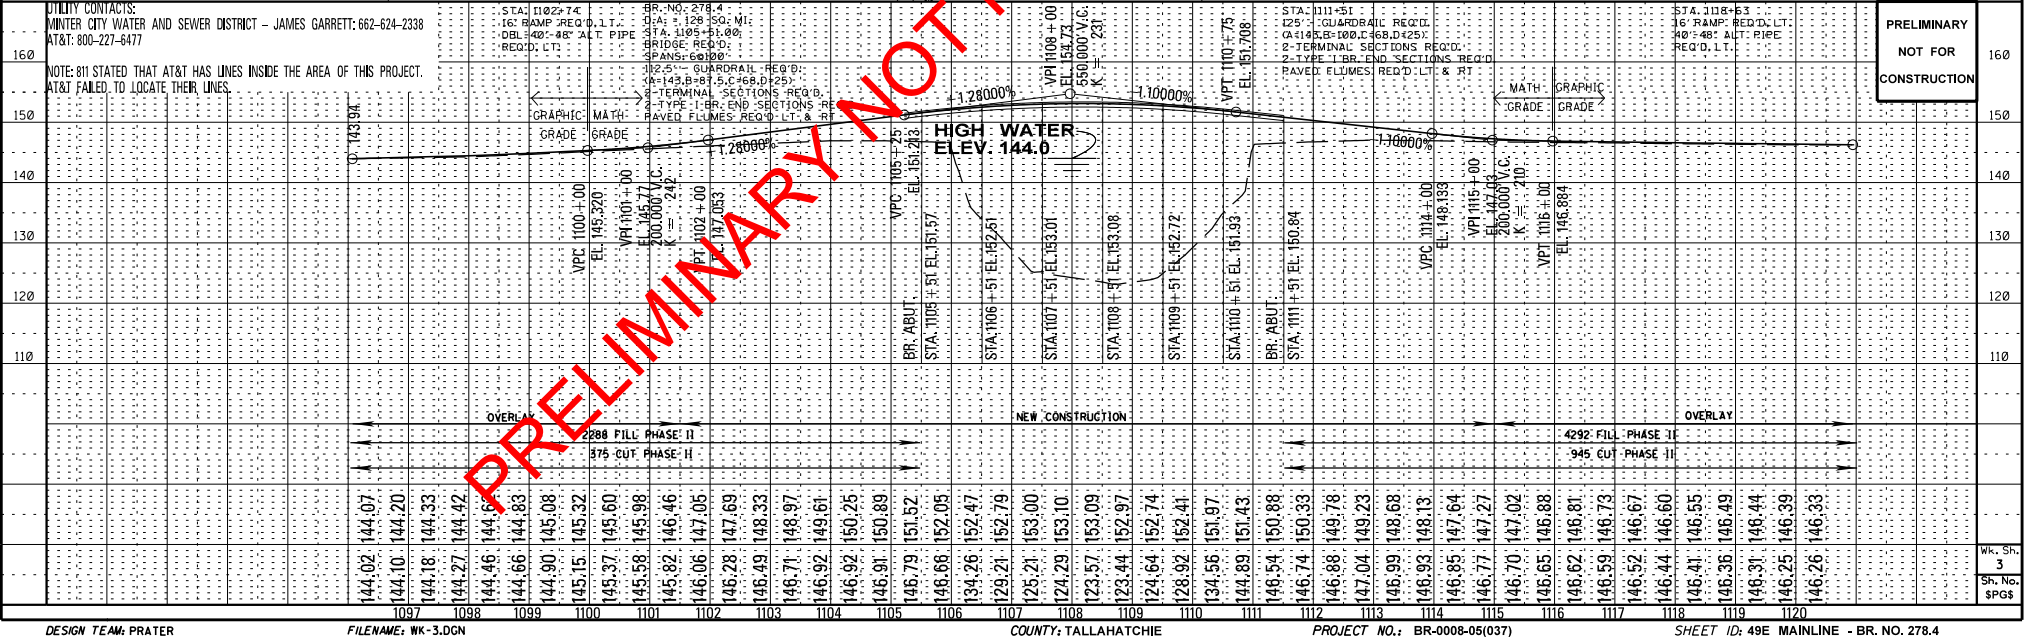 UTILITY CONTACTS:
MINTER CITY WATER AND SEWER DISTRICT - JAMES GARRETT: 662-624-2338
AT&T: 800-227-6477
NOTE: 811 STATED THAT AT&T HAS LINES INSIDE THE AREA OF THIS PROJECT.
AT&T FAILED TO LOCATE THEIR LINES.
STA. 1102+74
16' RAMP REQ'D. LT.
DBL-40'-48" ALT PIPE
REQ'D. LT.
BR. NO. 278.4
D.A. = 128 SQ. MI.
STA. 1105+51.00
BRIDGE REQ'D.
SPANS: 6@100'
112.5' - GUARDRAIL REQ'D.
(A=143,B=87.5,C=68,D=25)
2-TERMINAL SECTIONS REQ'D.
2-TYPE I BR. END SECTIONS RE
PAVED FLUMES REQ'D LT. & RT
STA. 1111+51
125' - GUARDRAIL REQ'D.
(A=143,B=100,C=68,D=25)
2-TERMINAL SECTIONS REQ'D.
2-TYPE I BR. END SECTIONS REQ'D
PAVED FLUMES REQ'D LT. & RT
STA. 1118+63
16' RAMP REQ'D. LT.
40'-48" ALT PIPE
REQ'D. LT.
PRELIMINARY
NOT FOR
CONSTRUCTION
PRELIMINARY NOT
160
150
140
130
120
110
160
150
140
130
120
110
143.94
GRAPHIC MATH
GRADE GRADE
MATH GRAPHIC
GRADE GRADE
+1.28000%
+1.28000%
-1.10000%
-1.10000%
HIGH WATER
ELEV. 144.0
VPC 1100+00
EL. 145.320
VPI 1101+00
EL. 145.77
200.000' V.C.
K = 242
VPT 1102+00
EL. 147.053
VPC 1105+25
EL. 151.213
VPI 1108+00
EL. 154.73
550.000' V.C.
K = 231
VPT 1110+75
EL. 151.708
VPC 1114+00
EL. 148.133
VPI 1115+00
EL. 147.03
200.000' V.C.
K = 210
VPT 1116+00
EL. 146.884
BR. ABUT.
STA. 1105+51 EL. 151.57
STA. 1106+51 EL. 152.51
STA. 1107+51 EL. 153.01
STA. 1108+51 EL. 153.08
STA. 1109+51 EL. 152.72
STA. 1110+51 EL. 151.93
BR. ABUT.
STA. 1111+51 EL. 150.84
OVERLAY
NEW CONSTRUCTION
OVERLAY
2288 FILL PHASE II
375 CUT PHASE II
4292 FILL PHASE II
945 CUT PHASE II
144.07 144.20 144.33 144.42 144.83 145.08 145.32 145.60 145.98 146.46 147.05 147.69 148.33 148.97 149.61 150.25 150.89 151.52 152.05 152.47 152.79 153.00 153.10 153.09 152.97 152.74 152.41 151.97 151.43 150.88 150.33 149.78 149.23 148.68 148.13 147.64 147.27 147.02 146.88 146.81 146.73 146.67 146.60 146.55 146.49 146.44 146.39 146.33
144.02 144.10 144.18 144.27 144.46 144.66 144.90 145.15 145.37 145.58 145.82 146.06 146.28 146.49 146.71 146.92 146.92 146.91 146.79 146.66 134.26 129.21 125.21 124.29 123.57 123.44 124.64 128.92 134.56 144.89 146.54 146.74 146.88 147.04 146.99 146.93 146.85 146.77 146.70 146.65 146.62 146.59 146.52 146.44 146.41 146.36 146.31 146.25 146.26
1097 1098 1099 1100 1101 1102 1103 1104 1105 1106 1107 1108 1109 1110 1111 1112 1113 1114 1115 1116 1117 1118 1119 1120
Wk. Sh.
3
Sh. No.
$PG$
DESIGN TEAM: PRATER FILENAME: WK-3.DGN COUNTY: TALLAHATCHIE PROJECT NO.: BR-0008-05(037) SHEET ID: 49E MAINLINE - BR. NO. 278.4